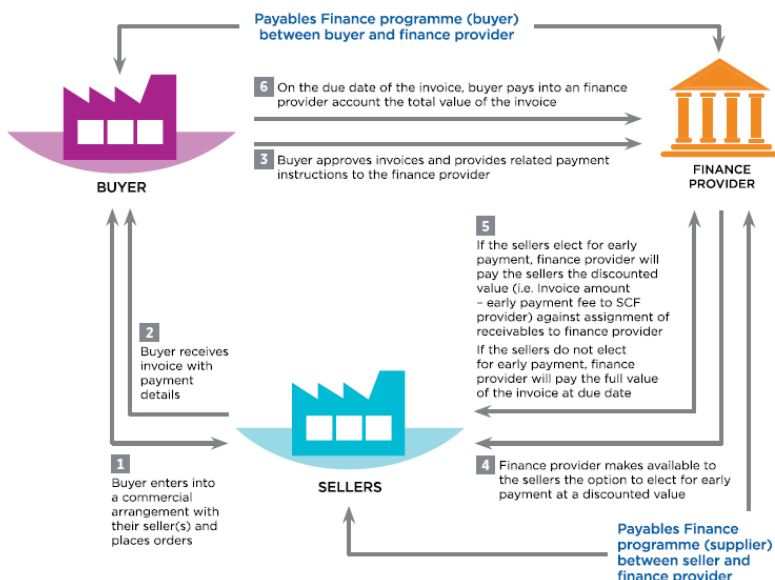 Payables Finance programme (buyer)
between buyer and finance provider
6 On the due date of the invoice, buyer pays into an finance
provider account the total value of the invoice
3 Buyer approves invoices and provides related payment
instructions to the finance provider
BUYER
FINANCE
PROVIDER
5
If the sellers elect for early
payment, finance provider will
pay the sellers the discounted
value (i.e. Invoice amount
– early payment fee to SCF
provider) against assignment of
receivables to finance provider
If the sellers do not elect
for early payment, finance
provider will pay the full value
of the invoice at due date
2
Buyer receives
invoice with
payment
details
1
Buyer enters into
a commercial
arrangement with
their seller(s) and
places orders
SELLERS
4 Finance provider makes available to
the sellers the option to elect for early
payment at a discounted value
Payables Finance
programme (supplier)
between seller and
finance provider